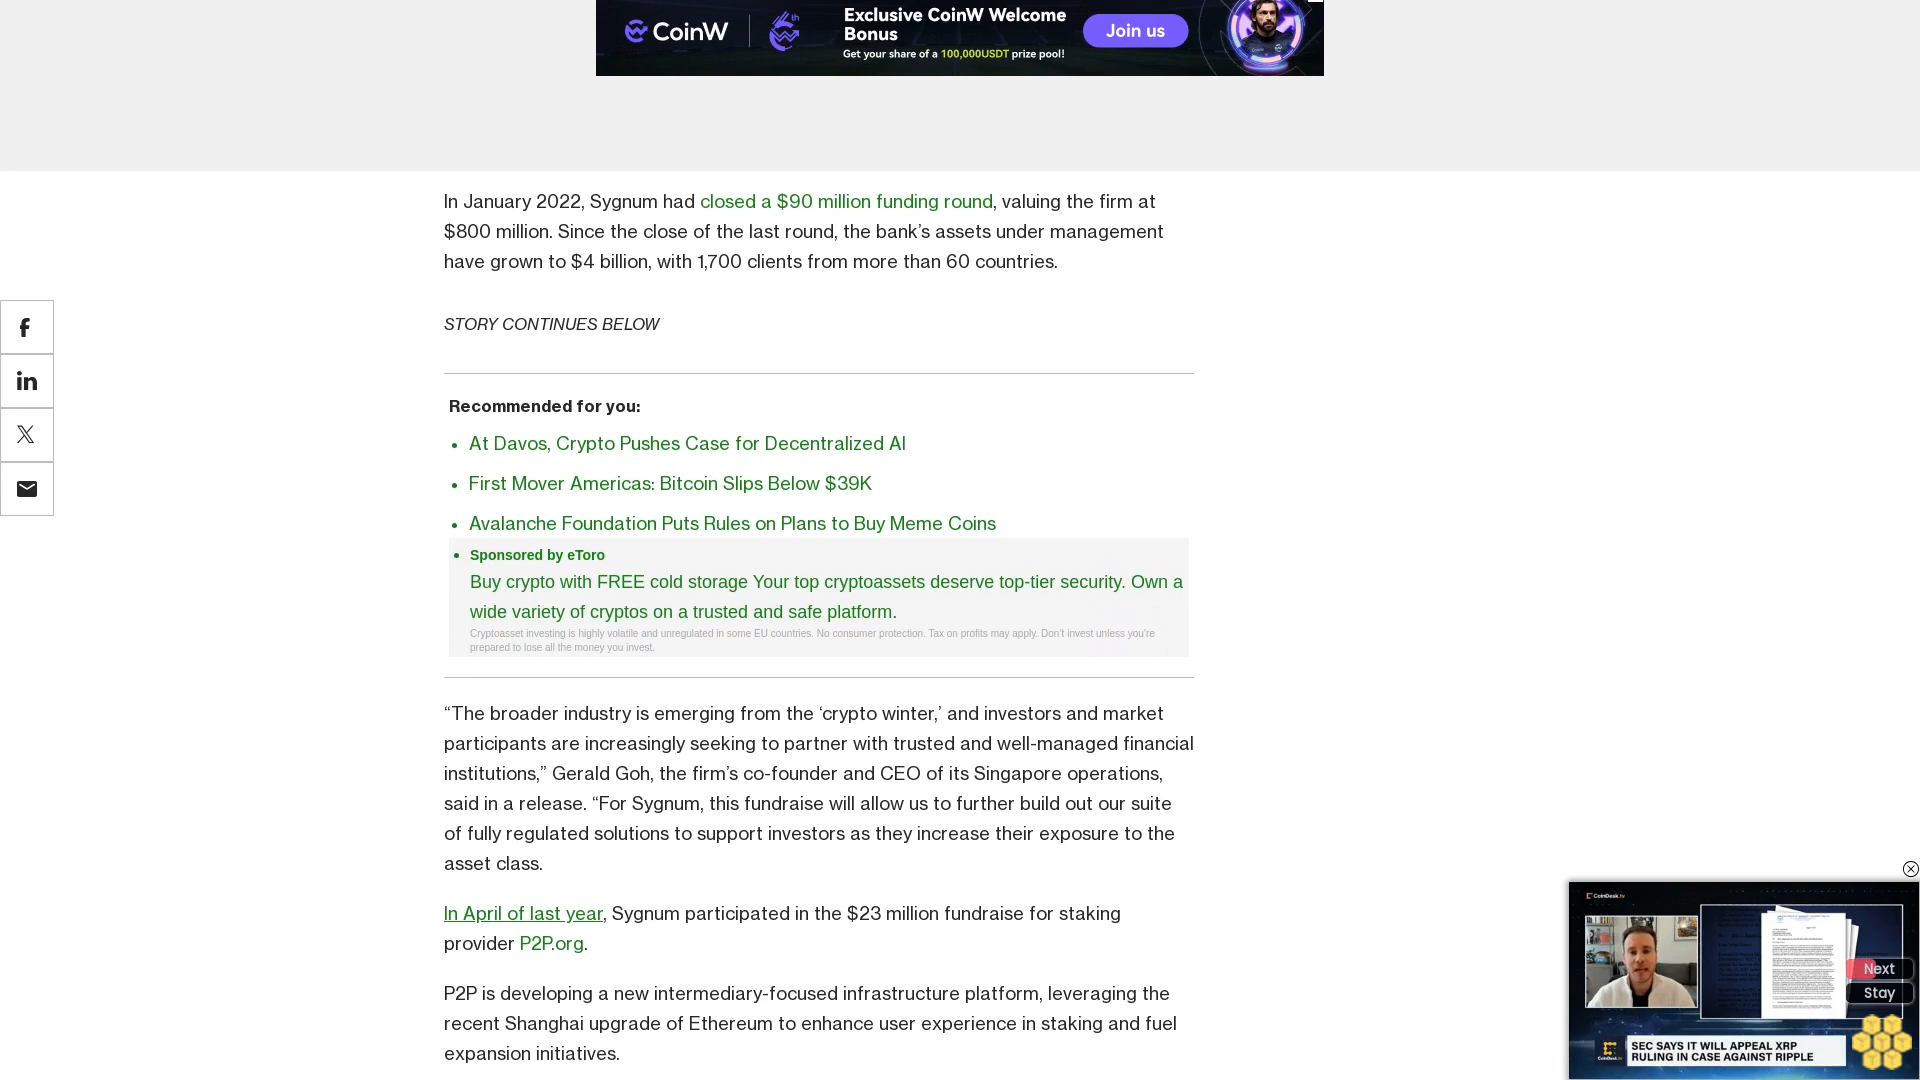 CoinW
th
Exclusive CoinW Welcome
Bonus
Get your share of a 100,000USDT prize pool!
Join us
In January 2022, Sygnum had closed a $90 million funding round, valuing the firm at
$800 million. Since the close of the last round, the bank’s assets under management
have grown to $4 billion, with 1,700 clients from more than 60 countries.
STORY CONTINUES BELOW
Recommended for you:
• At Davos, Crypto Pushes Case for Decentralized AI
• First Mover Americas: Bitcoin Slips Below $39K
• Avalanche Foundation Puts Rules on Plans to Buy Meme Coins
• Sponsored by eToro
Buy crypto with FREE cold storage Your top cryptoassets deserve top-tier security. Own a
wide variety of cryptos on a trusted and safe platform.
Cryptoasset investing is highly volatile and unregulated in some EU countries. No consumer protection. Tax on profits may apply. Don’t invest unless you’re
prepared to lose all the money you invest.
“The broader industry is emerging from the ‘crypto winter,’ and investors and market
participants are increasingly seeking to partner with trusted and well-managed financial
institutions,” Gerald Goh, the firm’s co-founder and CEO of its Singapore operations,
said in a release. “For Sygnum, this fundraise will allow us to further build out our suite
of fully regulated solutions to support investors as they increase their exposure to the
asset class.
In April of last year, Sygnum participated in the $23 million fundraise for staking
provider P2P.org.
P2P is developing a new intermediary-focused infrastructure platform, leveraging the
recent Shanghai upgrade of Ethereum to enhance user experience in staking and fuel
expansion initiatives.
CoinDesk.tv
Next
Stay
CoinDesk.tv
SEC SAYS IT WILL APPEAL XRP
RULING IN CASE AGAINST RIPPLE